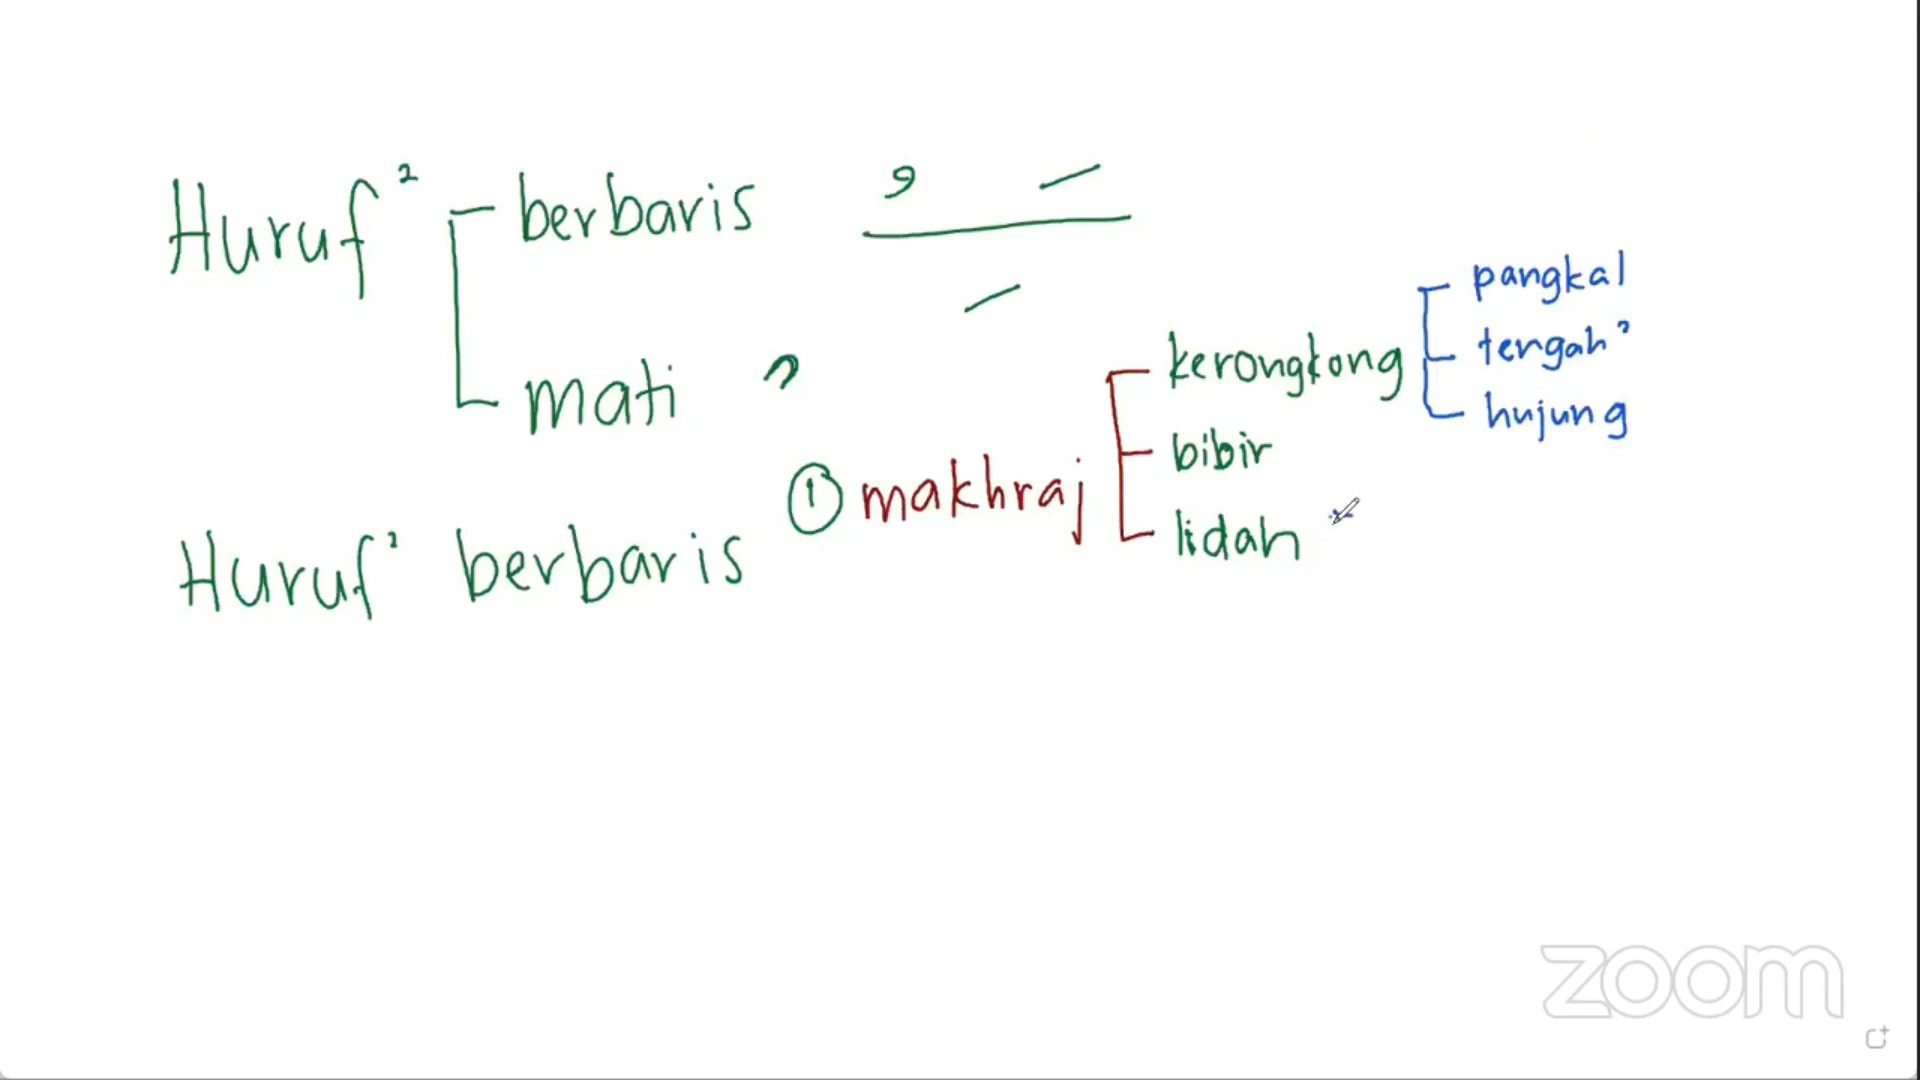 Huruf²
berbaris
mati
Huruf² berbaris
① makhraj
kerongkong
bibir
lidah
pangkal
tengah²
hujung
zoom